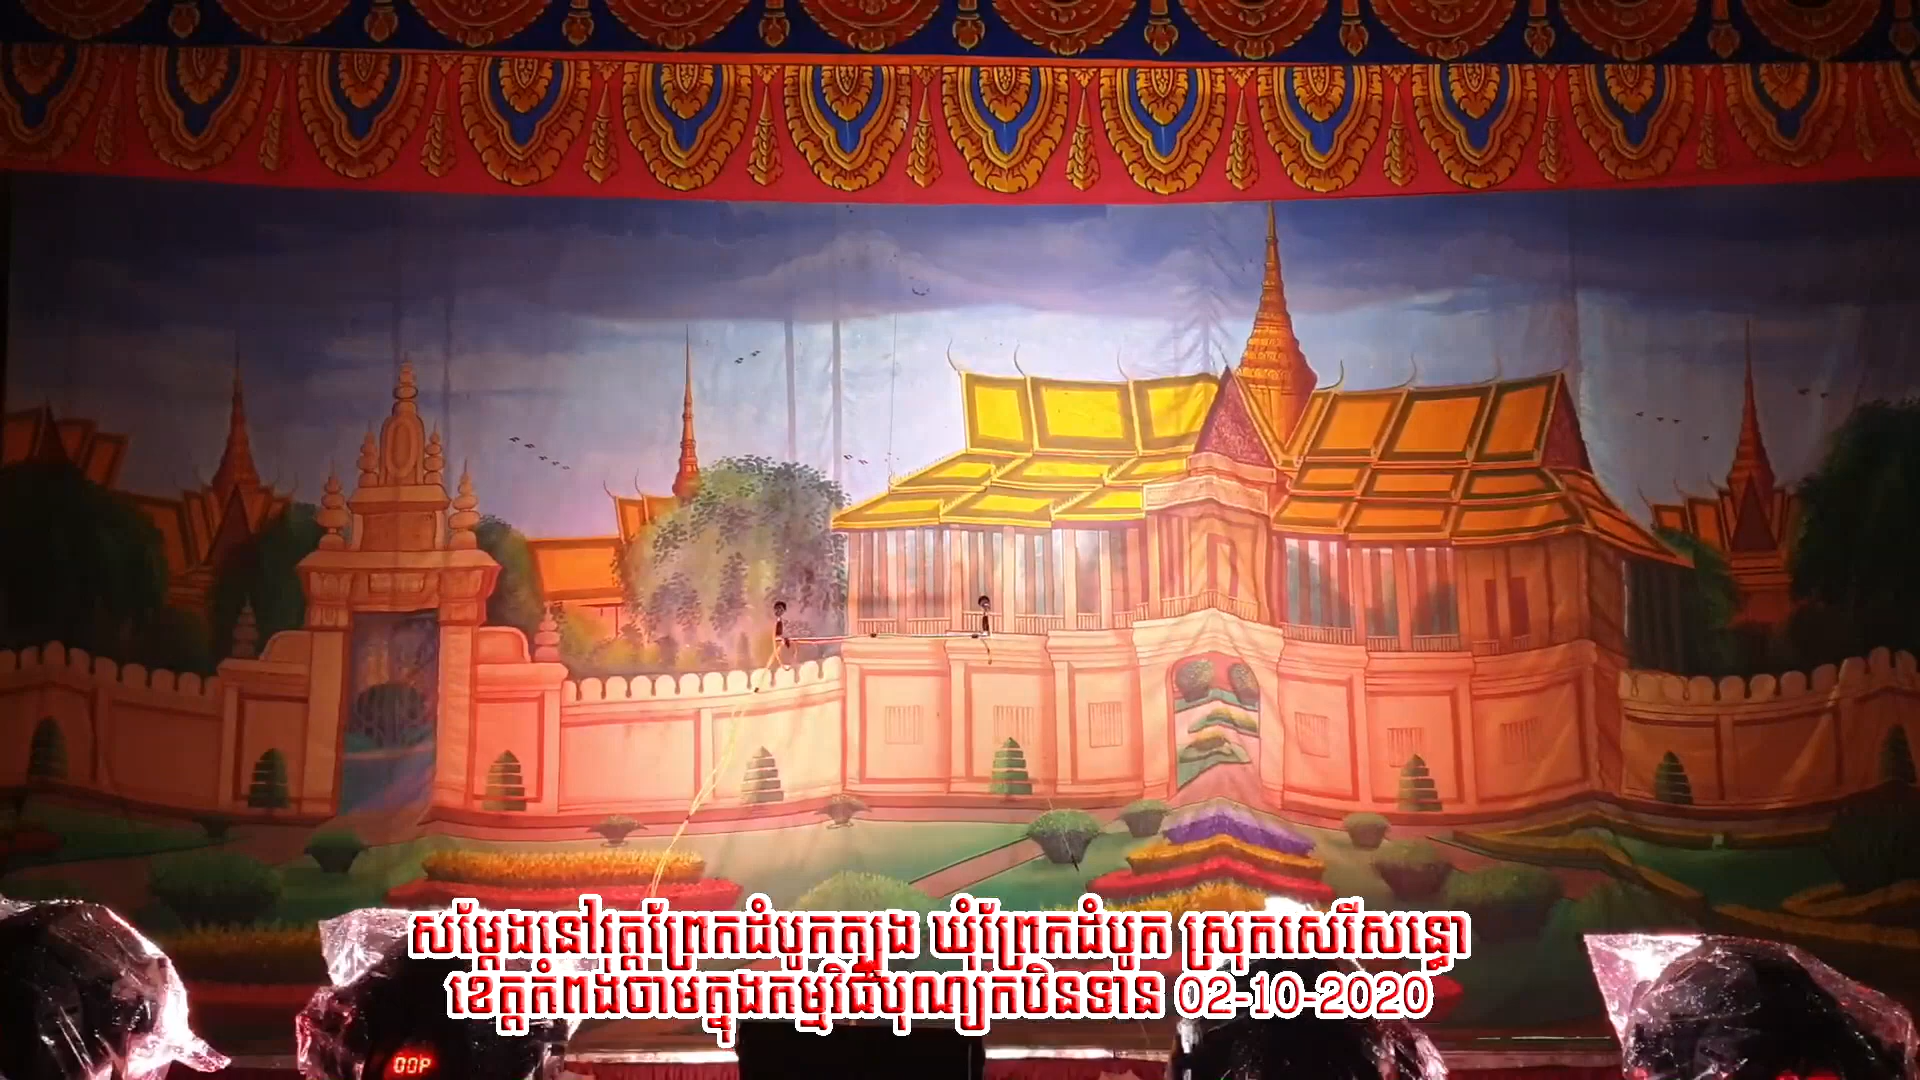 សម្ដែងនៅវត្តព្រែកដំបូកត្បូង ឃុំព្រែកដំបូក ស្រុកស្រីសន្ធោ
ខេត្តកំពង់ចាមក្នុងកម្មវិធីបុណ្យកឋិនទាន 02-10-2020
OOP